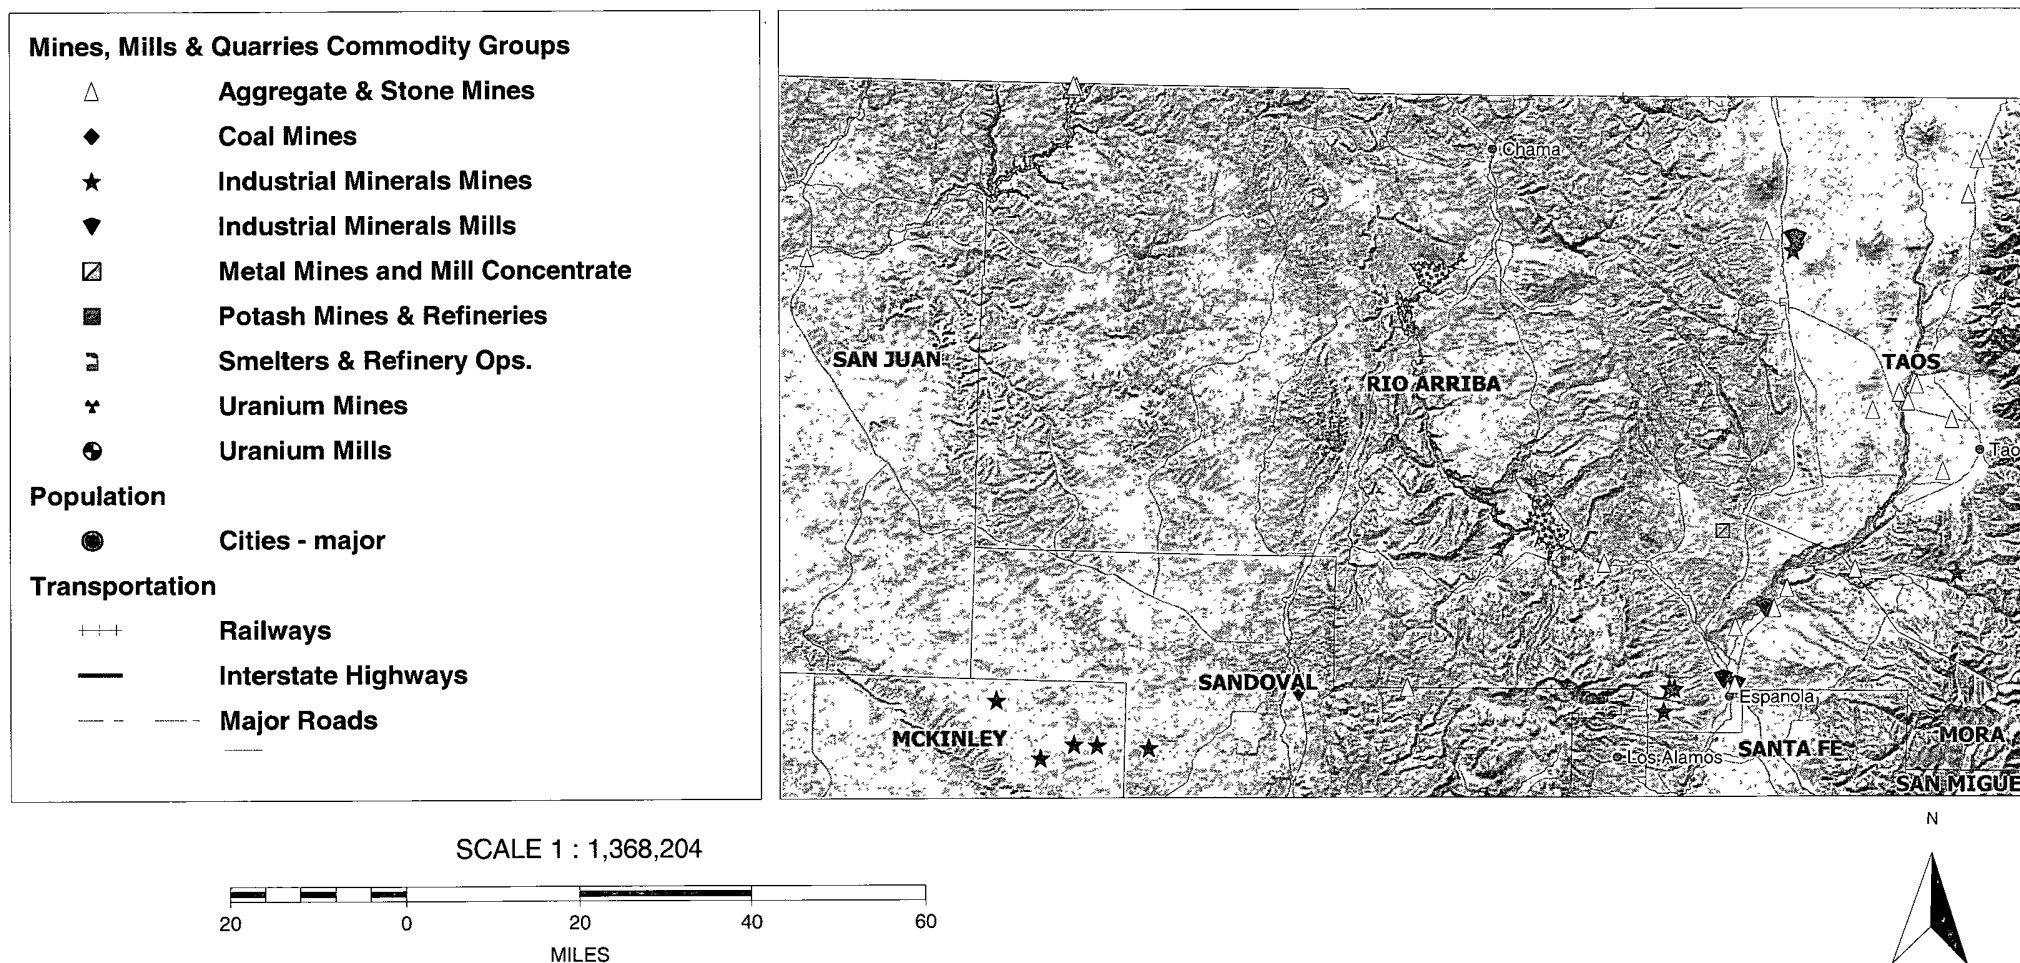 Mines, Mills & Quarries Commodity Groups
Aggregate & Stone Mines
Coal Mines
Industrial Minerals Mines
Industrial Minerals Mills
Metal Mines and Mill Concentrate
Potash Mines & Refineries
Smelters & Refinery Ops.
Uranium Mines
Uranium Mills
Population
Cities - major
Transportation
Railways
Interstate Highways
Major Roads
Chama
SAN JUAN
RIO ARRIBA
TAOS
Tao
SANDOVAL
Espanola
MCKINLEY
SANTA FE
MORA
Los Alamos
SAN MIGUE
SCALE 1 : 1,368,204
20 0 20 40 60
MILES
N